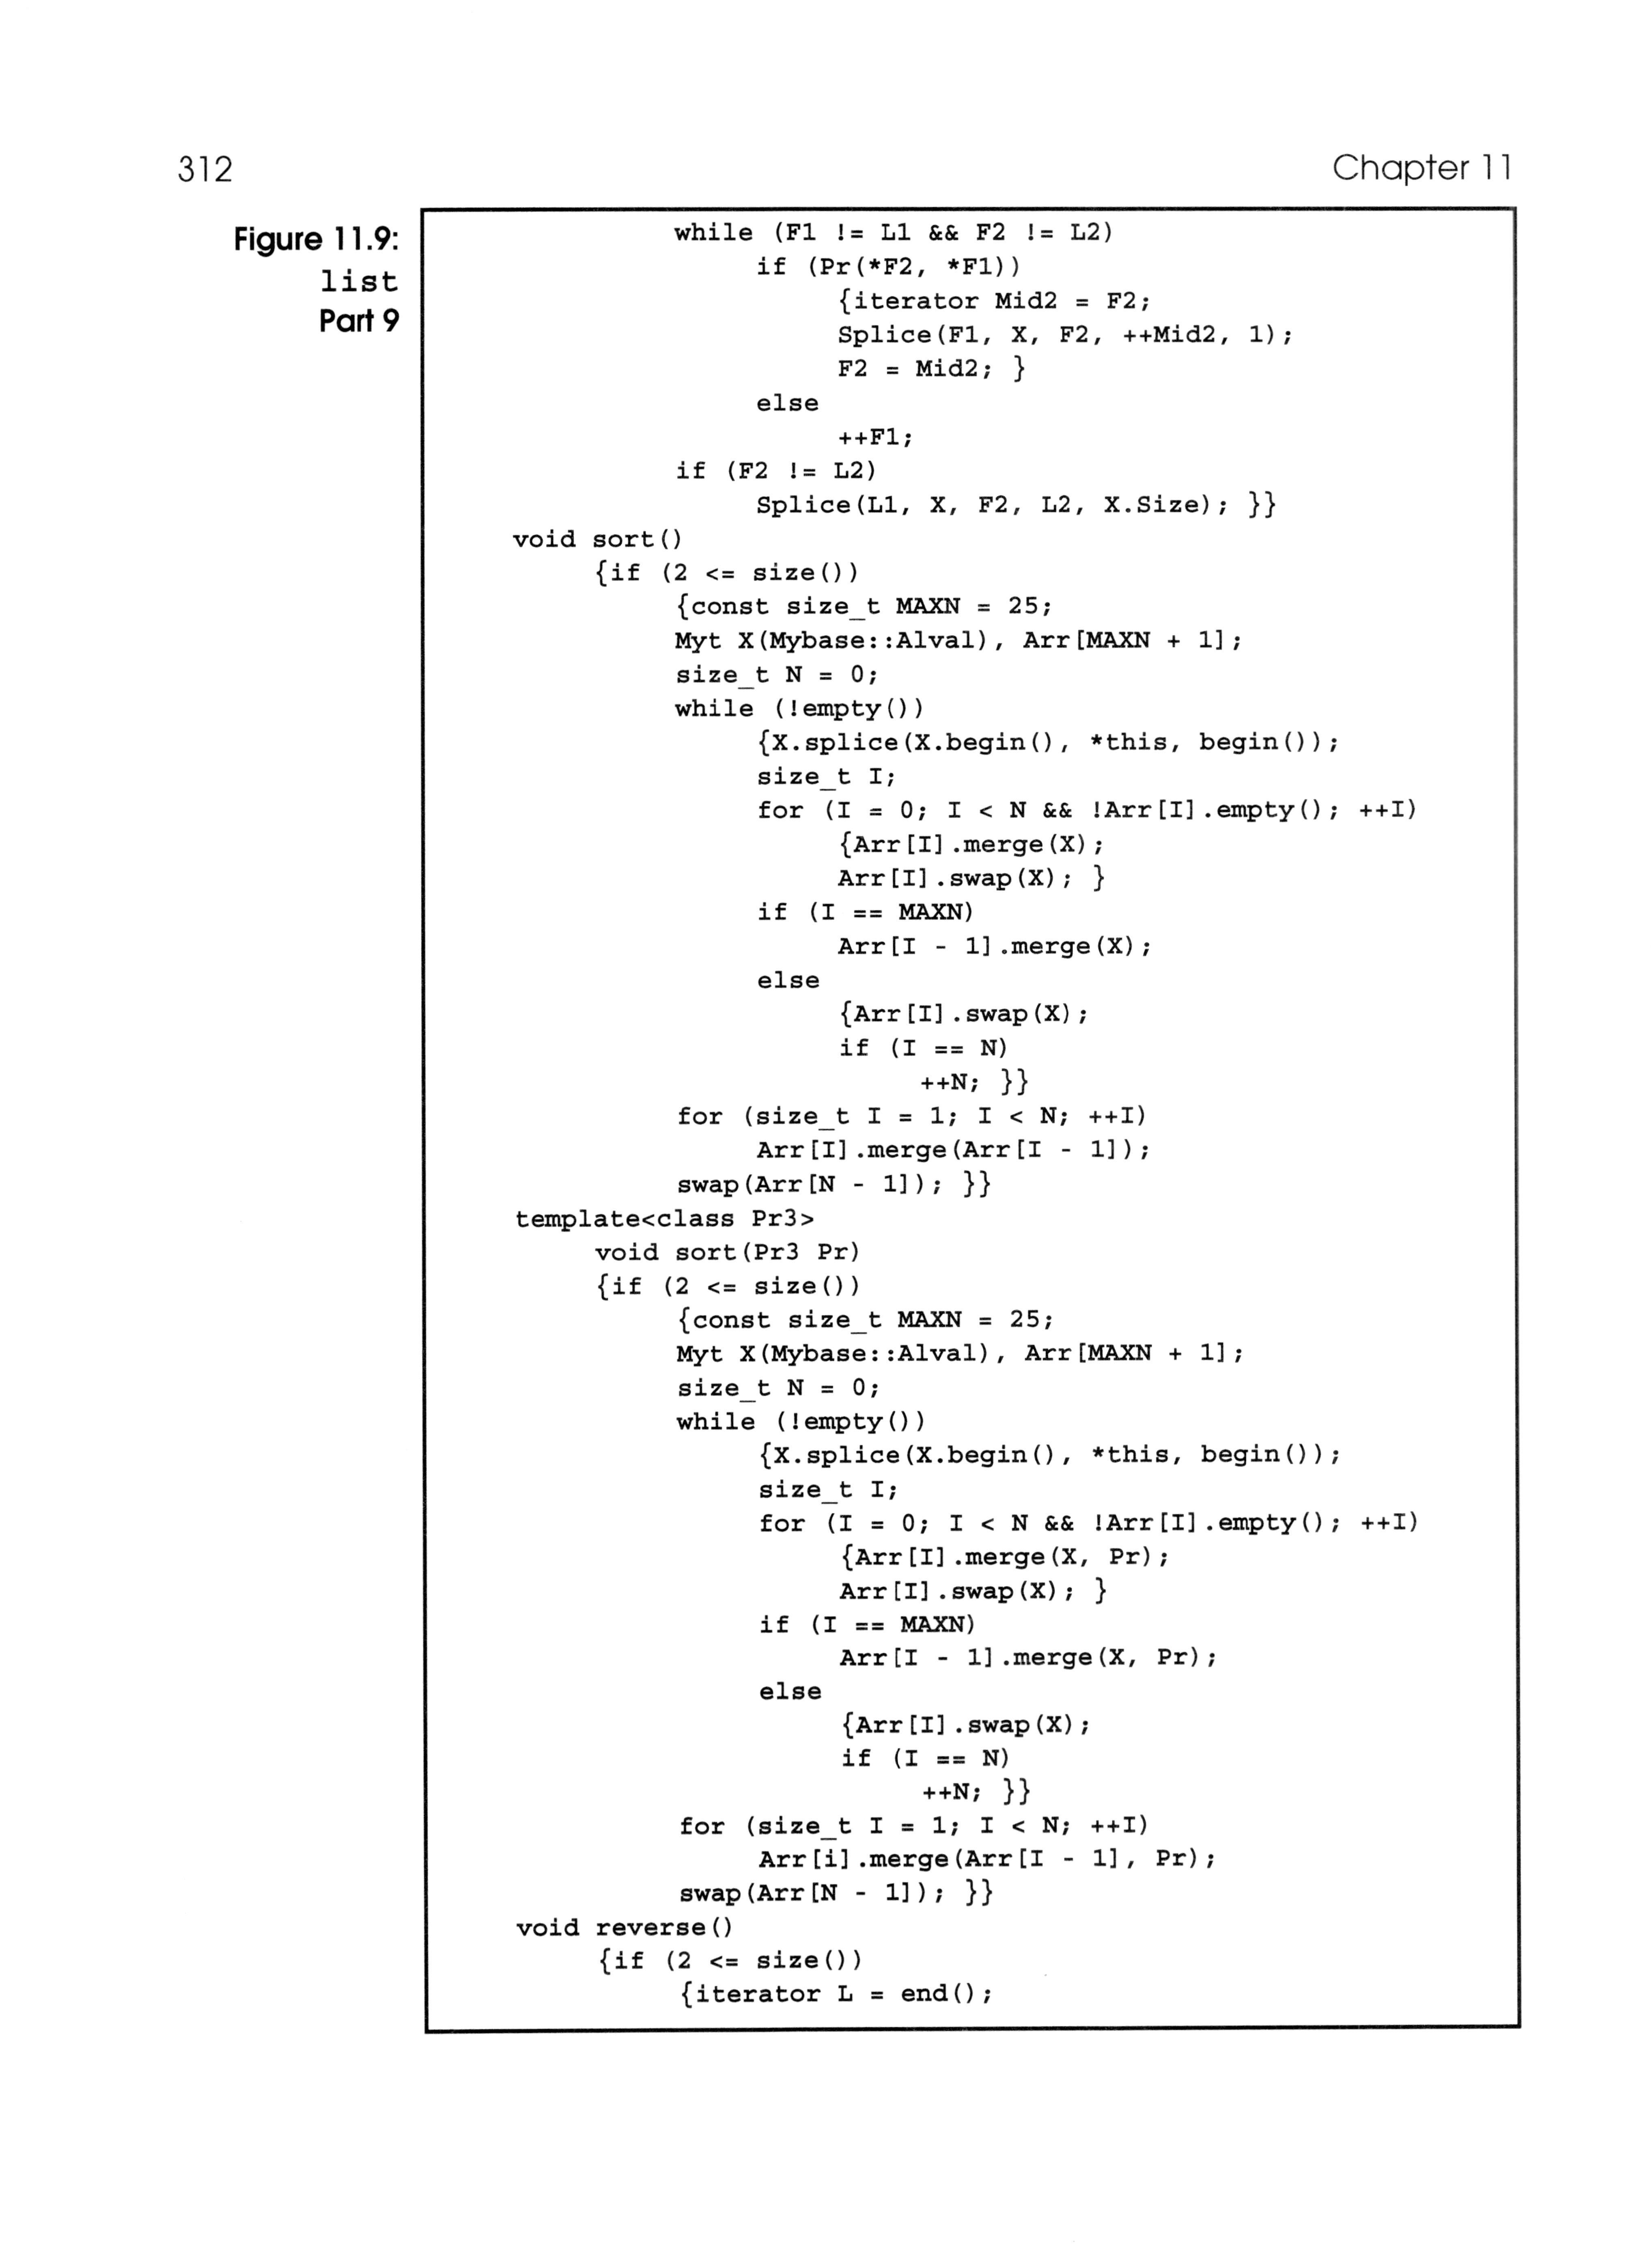 312
Chapter 11
Figure 11.9:
list
Part 9
while (F1 != L1 && F2 != L2)
if (Pr(*F2, *F1))
{iterator Mid2 = F2;
Splice(F1, X, F2, ++Mid2, 1);
F2 = Mid2; }
else
++F1;
if (F2 != L2)
Splice(L1, X, F2, L2, X.Size); }}
void sort()
{if (2 <= size())
{const size_t MAXN = 25;
Myt X(Mybase::Alval), Arr[MAXN + 1];
size_t N = 0;
while (!empty())
{X.splice(X.begin(), *this, begin());
size_t I;
for (I = 0; I < N && !Arr[I].empty(); ++I)
{Arr[I].merge(X);
Arr[I].swap(X); }
if (I == MAXN)
Arr[I - 1].merge(X);
else
{Arr[I].swap(X);
if (I == N)
++N; }}
for (size_t I = 1; I < N; ++I)
Arr[I].merge(Arr[I - 1]);
swap(Arr[N - 1]); }}
template<class Pr3>
void sort(Pr3 Pr)
{if (2 <= size())
{const size_t MAXN = 25;
Myt X(Mybase::Alval), Arr[MAXN + 1];
size_t N = 0;
while (!empty())
{X.splice(X.begin(), *this, begin());
size_t I;
for (I = 0; I < N && !Arr[I].empty(); ++I)
{Arr[I].merge(X, Pr);
Arr[I].swap(X); }
if (I == MAXN)
Arr[I - 1].merge(X, Pr);
else
{Arr[I].swap(X);
if (I == N)
++N; }}
for (size_t I = 1; I < N; ++I)
Arr[i].merge(Arr[I - 1], Pr);
swap(Arr[N - 1]); }}
void reverse()
{if (2 <= size())
{iterator L = end();